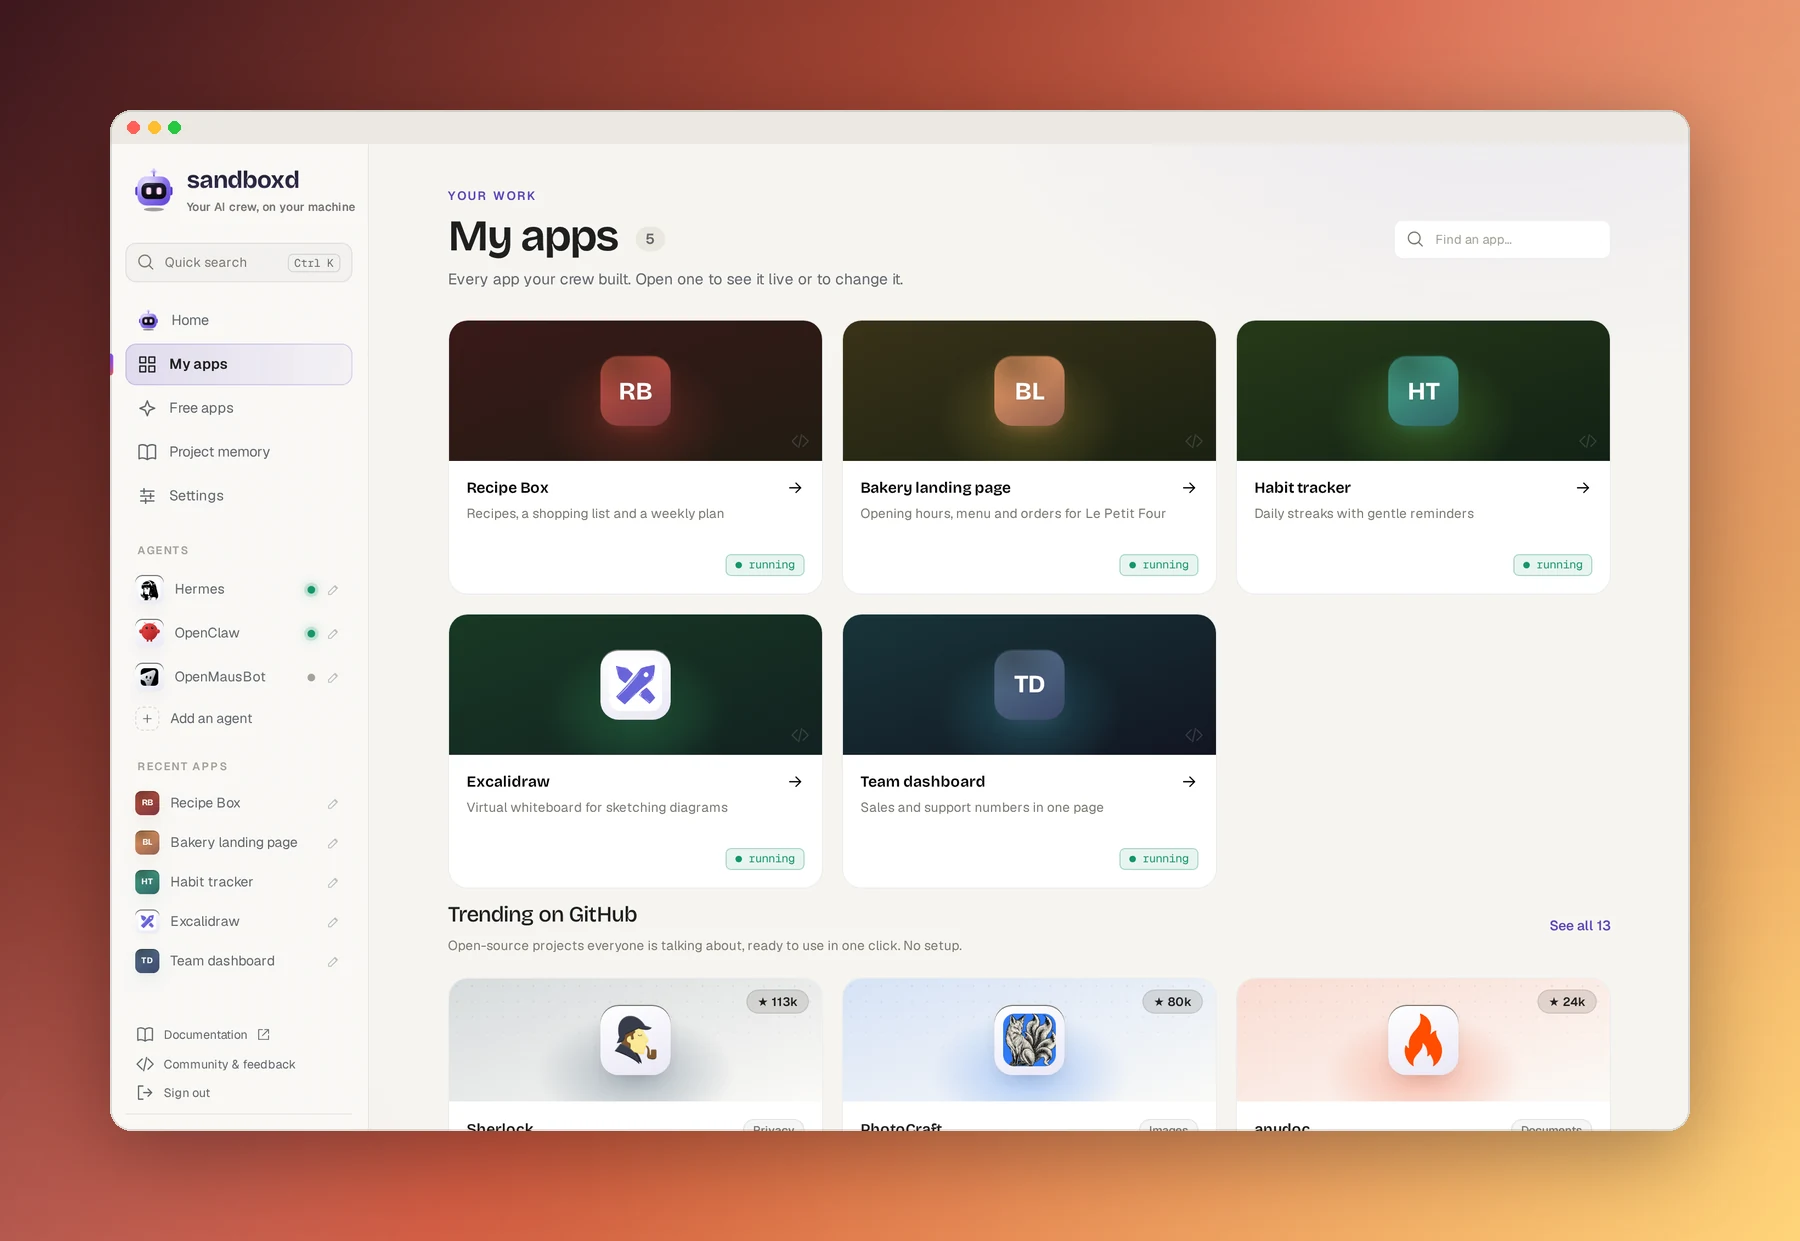 sandboxd
Your AI crew, on your machine
Quick search
Ctrl K
Home
My apps
Free apps
Project memory
Settings
AGENTS
Hermes
OpenClaw
OpenMausBot
+ Add an agent
RECENT APPS
RB Recipe Box
BL Bakery landing page
HT Habit tracker
Excalidraw
TD Team dashboard
Documentation
Community & feedback
Sign out
YOUR WORK
My apps 5
Every app your crew built. Open one to see it live or to change it.
Find an app...
RB
Recipe Box →
Recipes, a shopping list and a weekly plan
running
BL
Bakery landing page →
Opening hours, menu and orders for Le Petit Four
running
HT
Habit tracker →
Daily streaks with gentle reminders
running
Excalidraw →
Virtual whiteboard for sketching diagrams
running
TD
Team dashboard →
Sales and support numbers in one page
running
Trending on GitHub
Open-source projects everyone is talking about, ready to use in one click. No setup.
See all 13
★ 113k
Sherlock
Privacy
★ 80k
PhotoCraft
Images
★ 24k
anydoc
Documents